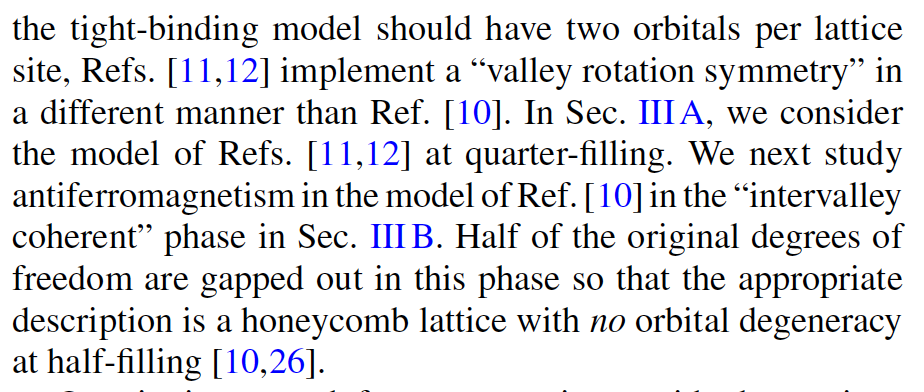 the tight-binding model should have two orbitals per lattice
site, Refs. [11,12] implement a “valley rotation symmetry” in
a different manner than Ref. [10]. In Sec. III A, we consider
the model of Refs. [11,12] at quarter-filling. We next study
antiferromagnetism in the model of Ref. [10] in the “intervalley
coherent” phase in Sec. III B. Half of the original degrees of
freedom are gapped out in this phase so that the appropriate
description is a honeycomb lattice with no orbital degeneracy
at half-filling [10,26].